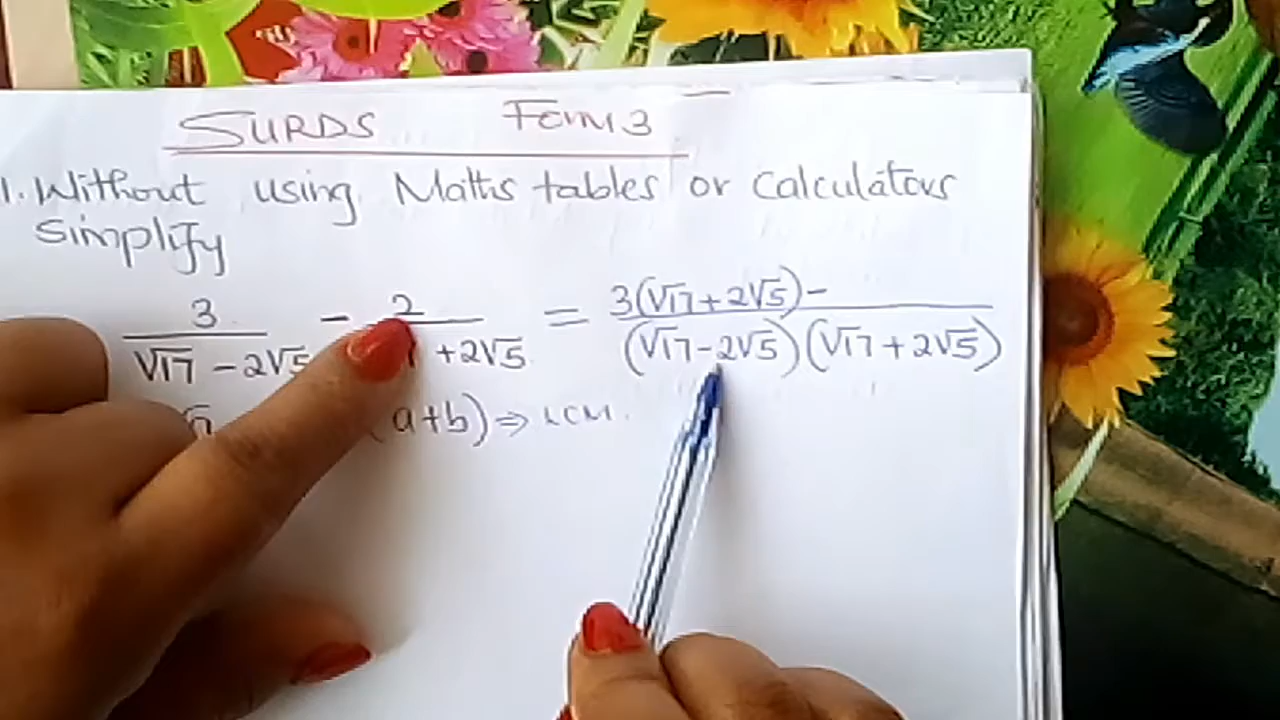 SURDS Form 3
1. Without using Maths tables or Calculators
Simplify
3/(√17 - 2√5) - 2/( + 2√5) = (3(√17 + 2√5) -)/((√17 - 2√5)(√17 + 2√5))
(a+b) ⇒ LCM.